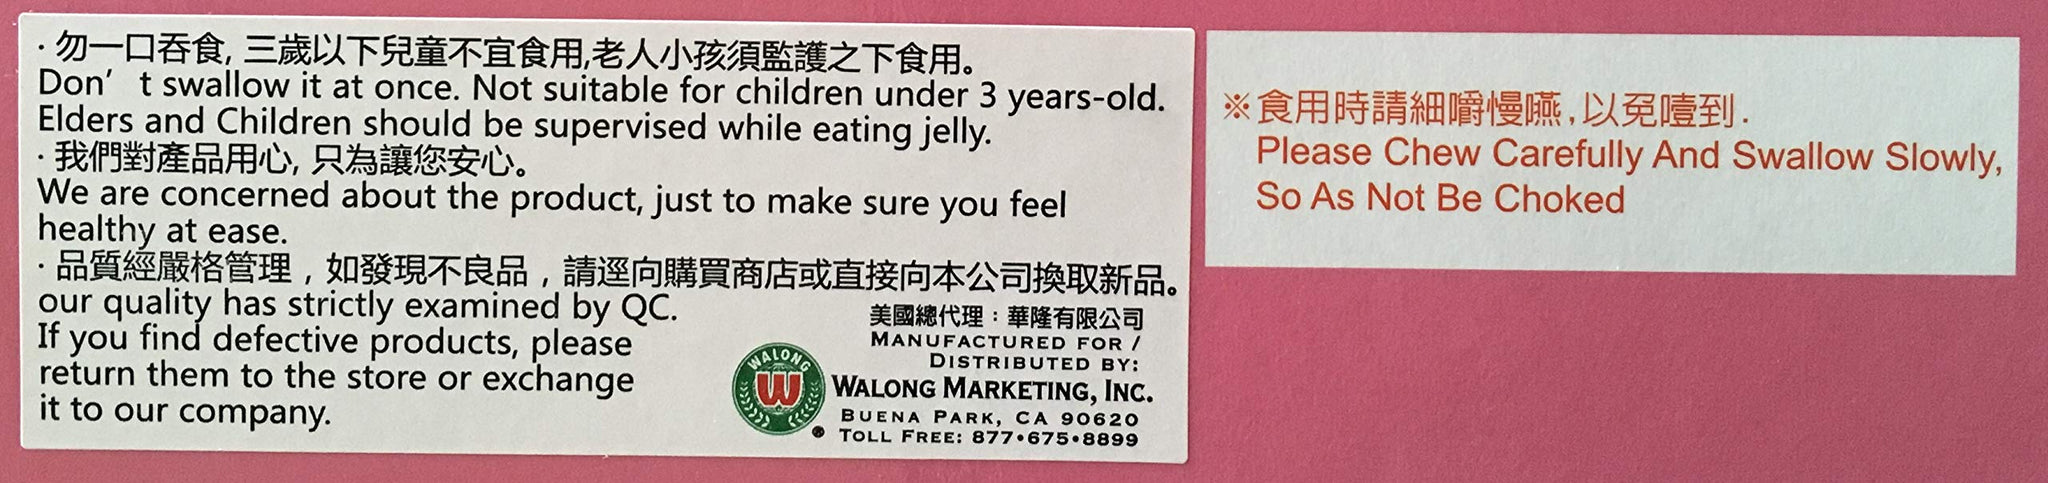 · 勿一口吞食, 三歲以下兒童不宜食用,老人小孩須監護之下食用。
Don't swallow it at once. Not suitable for children under 3 years-old.
Elders and Children should be supervised while eating jelly.
· 我們對產品用心, 只為讓您安心。
We are concerned about the product, just to make sure you feel
healthy at ease.
· 品質經嚴格管理，如發現不良品，請逕向購買商店或直接向本公司換取新品。
our quality has strictly examined by QC.
If you find defective products, please
return them to the store or exchange
it to our company.
WALONG
W
®
美國總代理：華隆有限公司
MANUFACTURED FOR /
DISTRIBUTED BY:
WALONG MARKETING, INC.
BUENA PARK, CA 90620
TOLL FREE: 877•675•8899
※食用時請細嚼慢嚥,以免噎到.
Please Chew Carefully And Swallow Slowly,
So As Not Be Choked